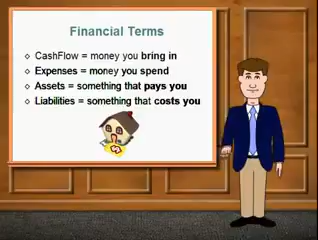 Financial Terms
CashFlow = money you bring in
Expenses = money you spend
Assets = something that pays you
Liabilities = something that costs you